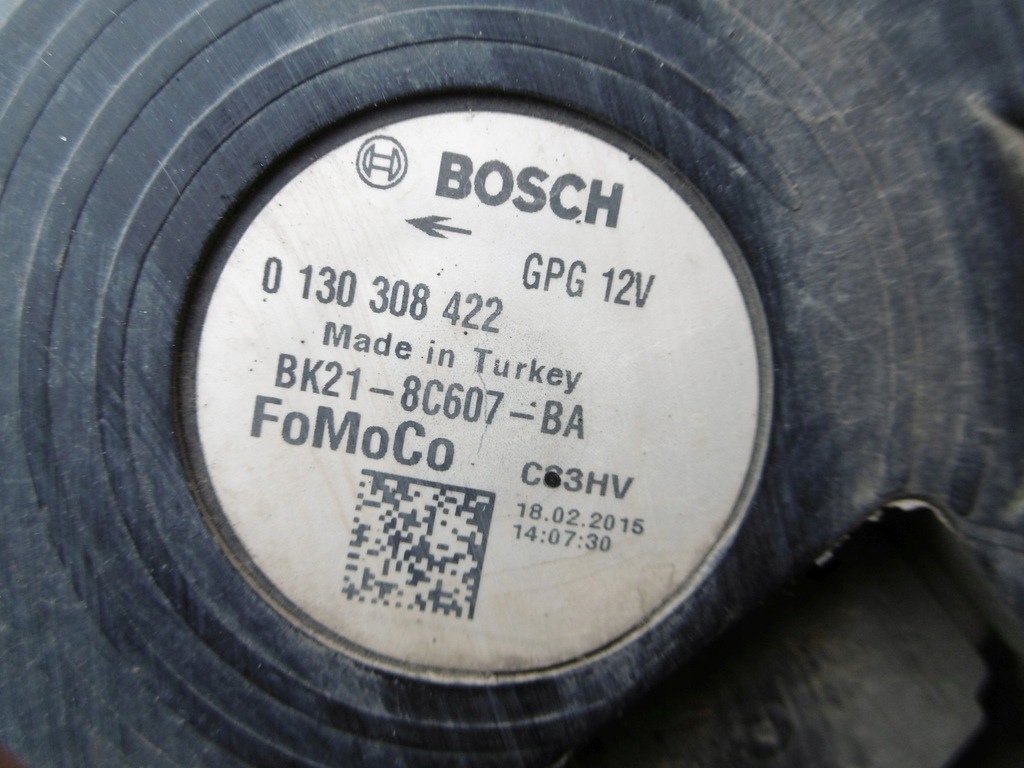 BOSCH
GPG 12V
0 130 308 422
Made in Turkey
BK21-8C607-BA
FoMoCo
18.02.2015
14:07:30